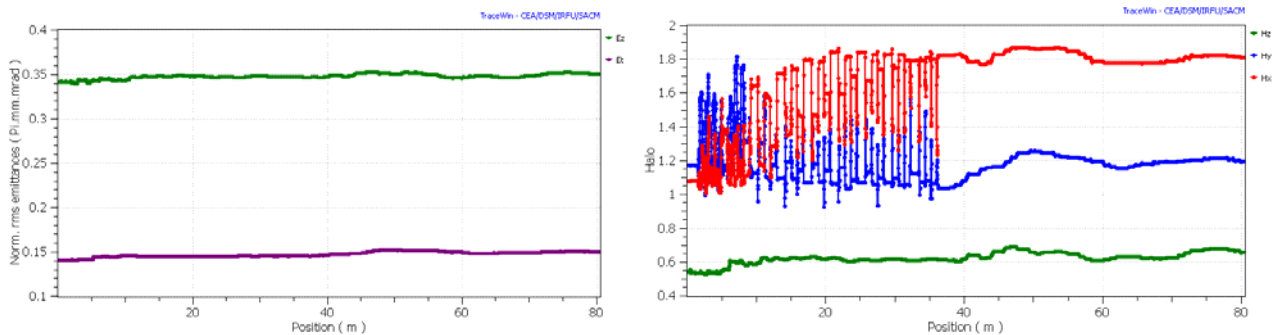 TraceWin - CEA/DSM/IRFU/SACM
Norm. rms emittances ( Pi.mm.mrad )
0.4
0.35
0.3
0.25
0.2
0.15
0.1
20
40
60
80
Position ( m )
Ez
Et
TraceWin - CEA/DSM/IRFU/SACM
Halo
2
1.8
1.6
1.4
1.2
1
0.8
0.6
0.4
20
40
60
80
Position ( m )
Hz
Hy
Hx